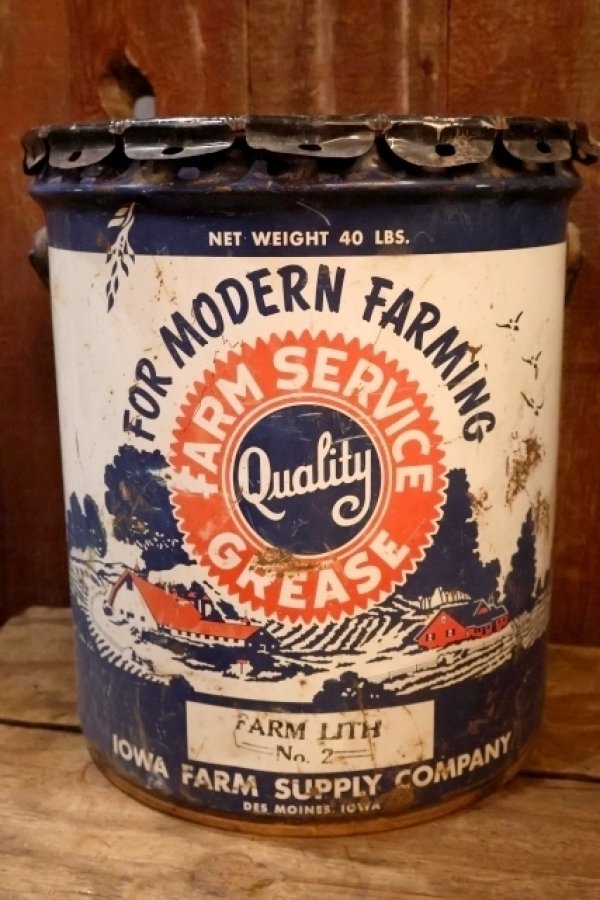 NET WEIGHT 40 LBS.
FOR MODERN FARMING
FARM SERVICE
Quality
GREASE
FARM LITH
No. 2
IOWA FARM SUPPLY COMPANY
DES MOINES, IOWA